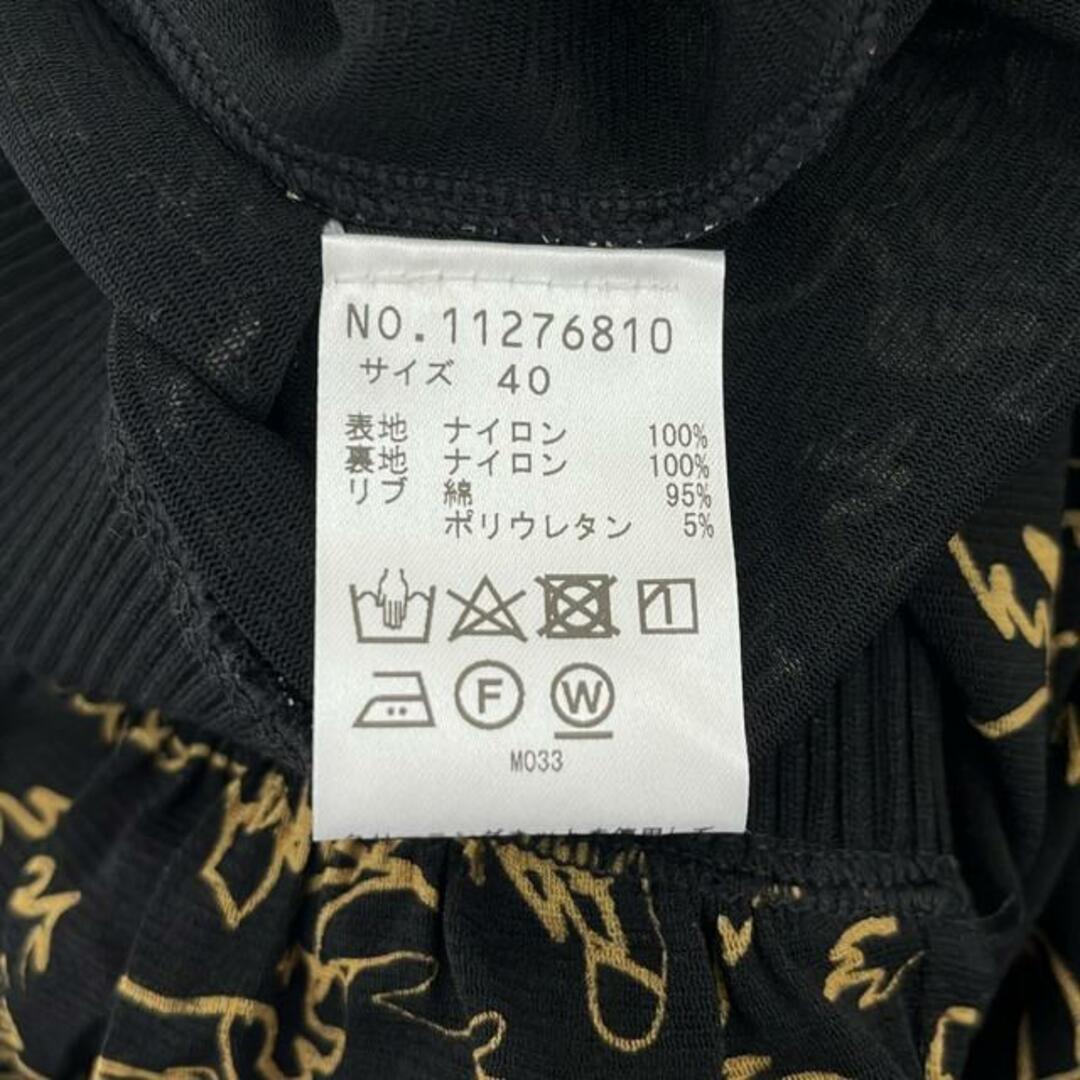 NO.11276810
サイズ 40
表地 ナイロン 100%
裏地 ナイロン 100%
リブ 綿 95%
ポリウレタン 5%
F W
M033